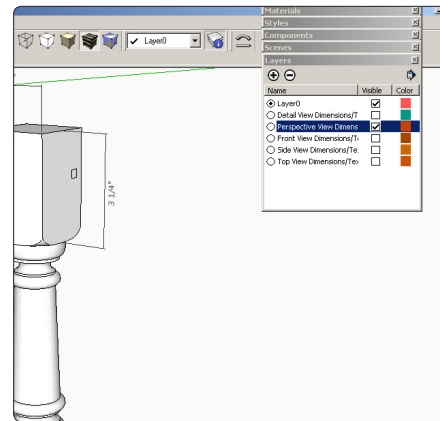 Materials
Styles
Components
Scenes
Layer0
Layers
Name Visible Color
Layer0
Detail View Dimensions/T
Perspective View Dimens
Front View Dimensions/T
Side View Dimensions/Te:
Top View Dimensions/Te
3 1/4"